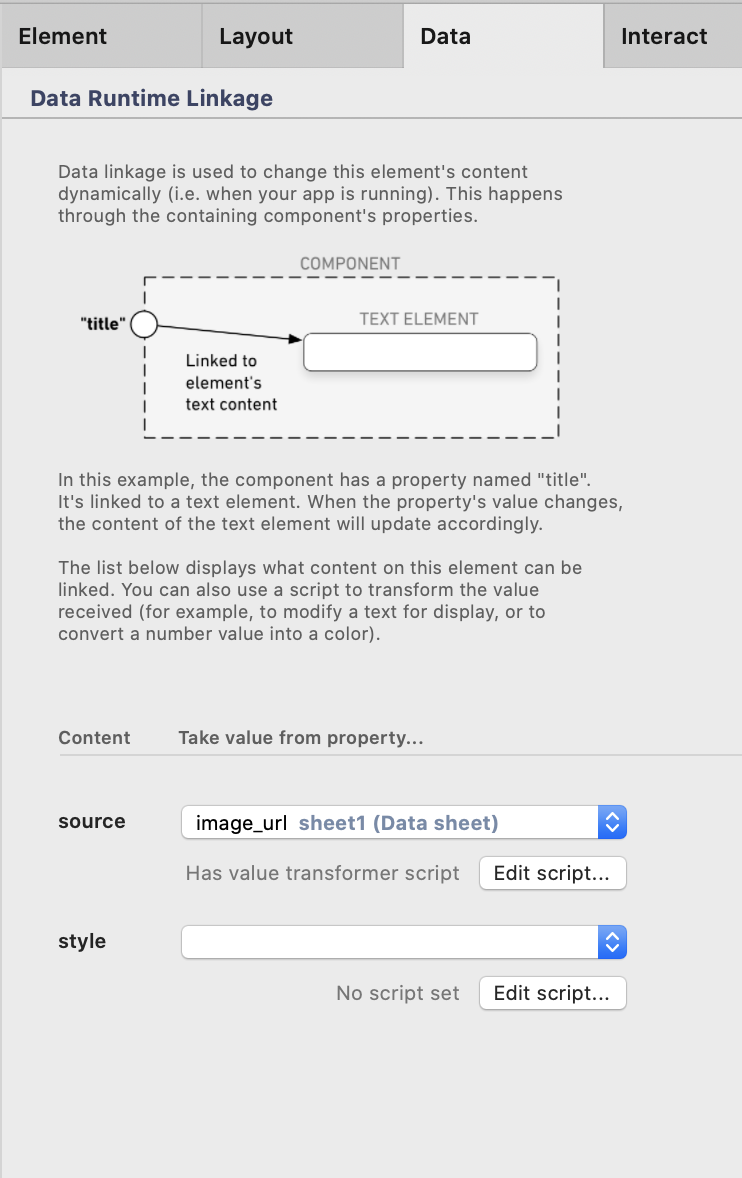 Element Layout Data Interact
Data Runtime Linkage
Data linkage is used to change this element's content
dynamically (i.e. when your app is running). This happens
through the containing component's properties.
COMPONENT
"title"
TEXT ELEMENT
Linked to
element's
text content
In this example, the component has a property named "title".
It's linked to a text element. When the property's value changes,
the content of the text element will update accordingly.
The list below displays what content on this element can be
linked. You can also use a script to transform the value
received (for example, to modify a text for display, or to
convert a number value into a color).
Content Take value from property...
source image_url sheet1 (Data sheet)
Has value transformer script Edit script...
style
No script set Edit script...